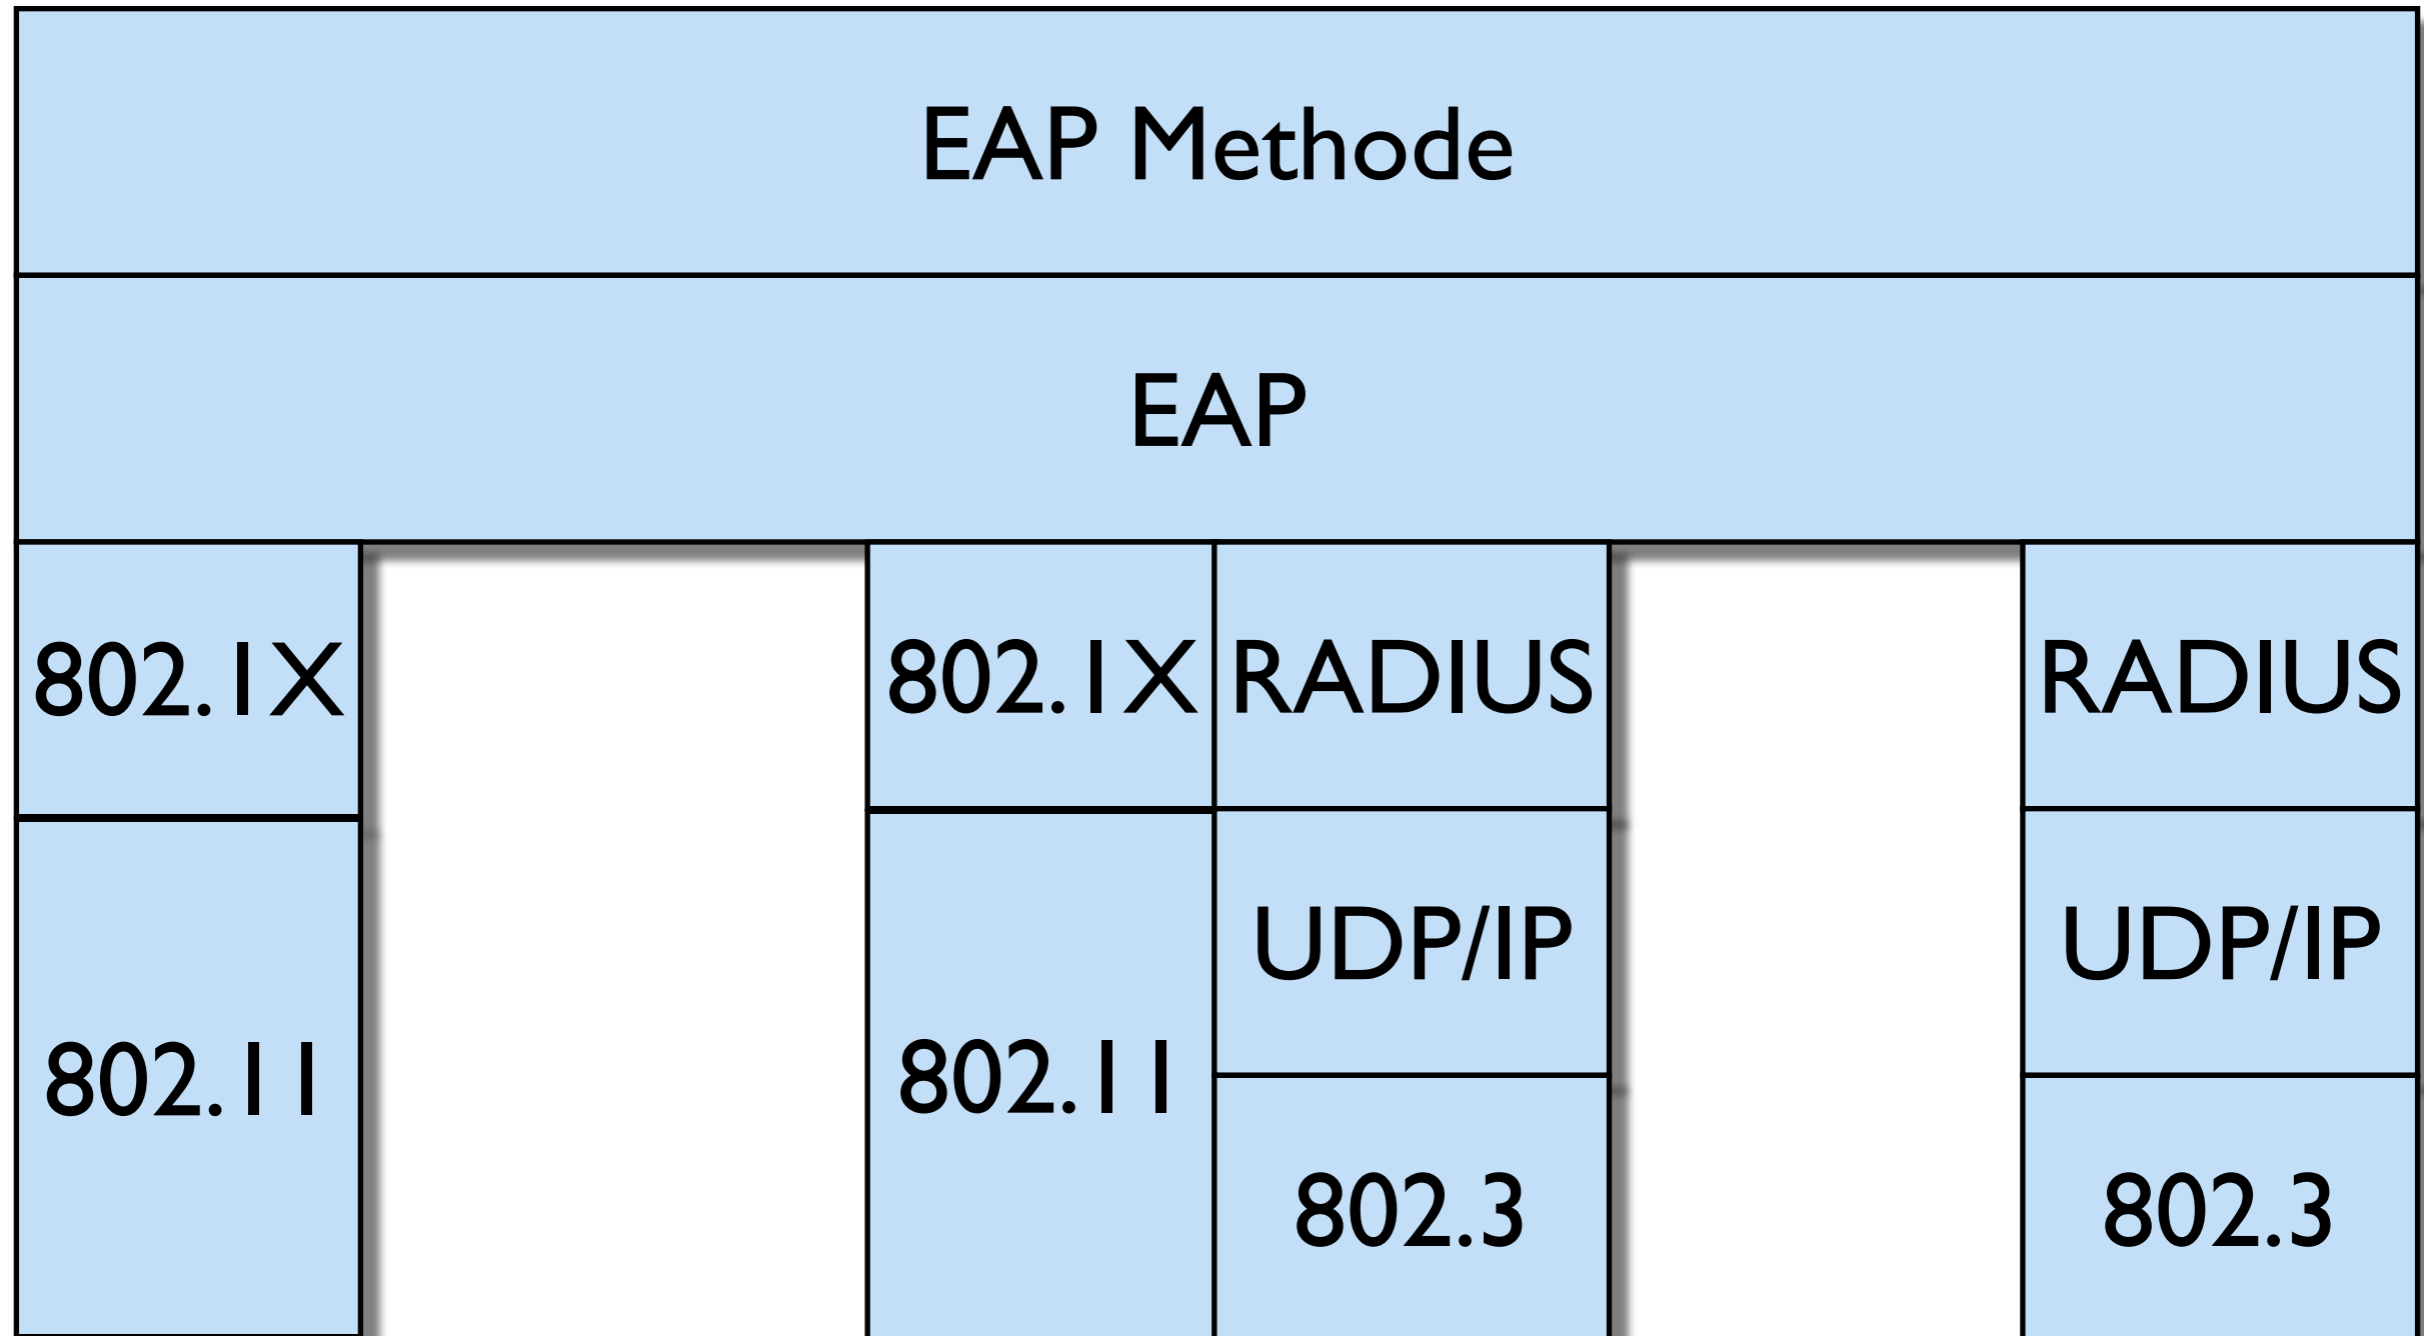 EAP Methode
EAP
802.1X
802.1X
RADIUS
RADIUS
UDP/IP
UDP/IP
802.11
802.11
802.3
802.3